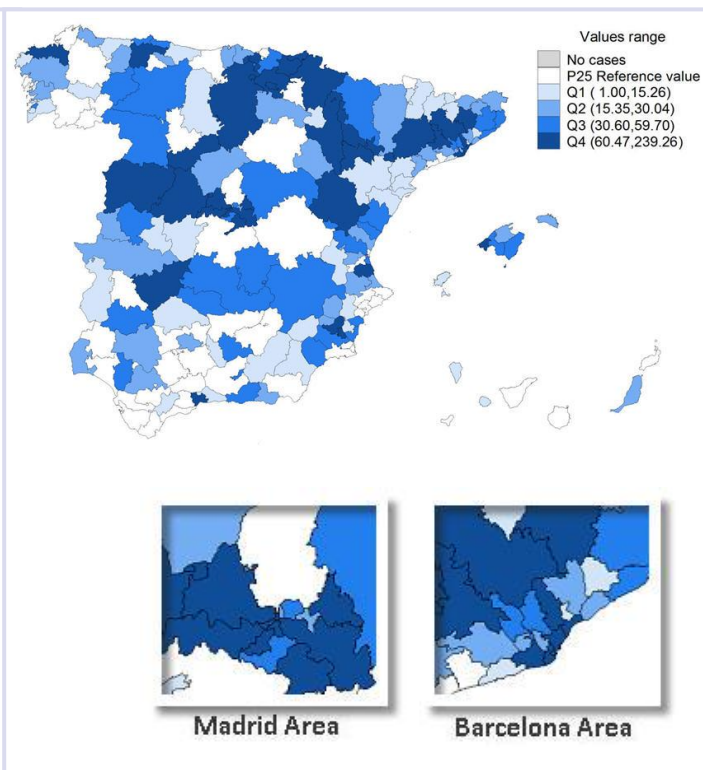 Values range
No cases
P25 Reference value
Q1 ( 1.00,15.26)
Q2 (15.35,30.04)
Q3 (30.60,59.70)
Q4 (60.47,239.26)
Madrid Area
Barcelona Area